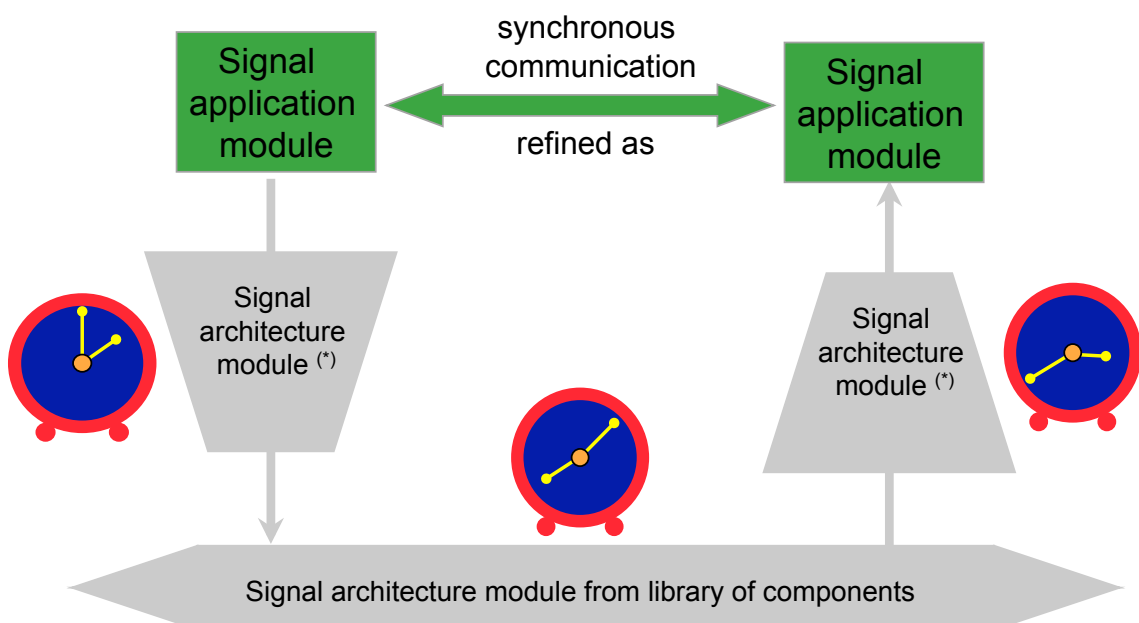 synchronous
communication
refined as
Signal
application
module
Signal
application
module
Signal
architecture
module (*)
Signal
architecture
module (*)
Signal architecture module from library of components